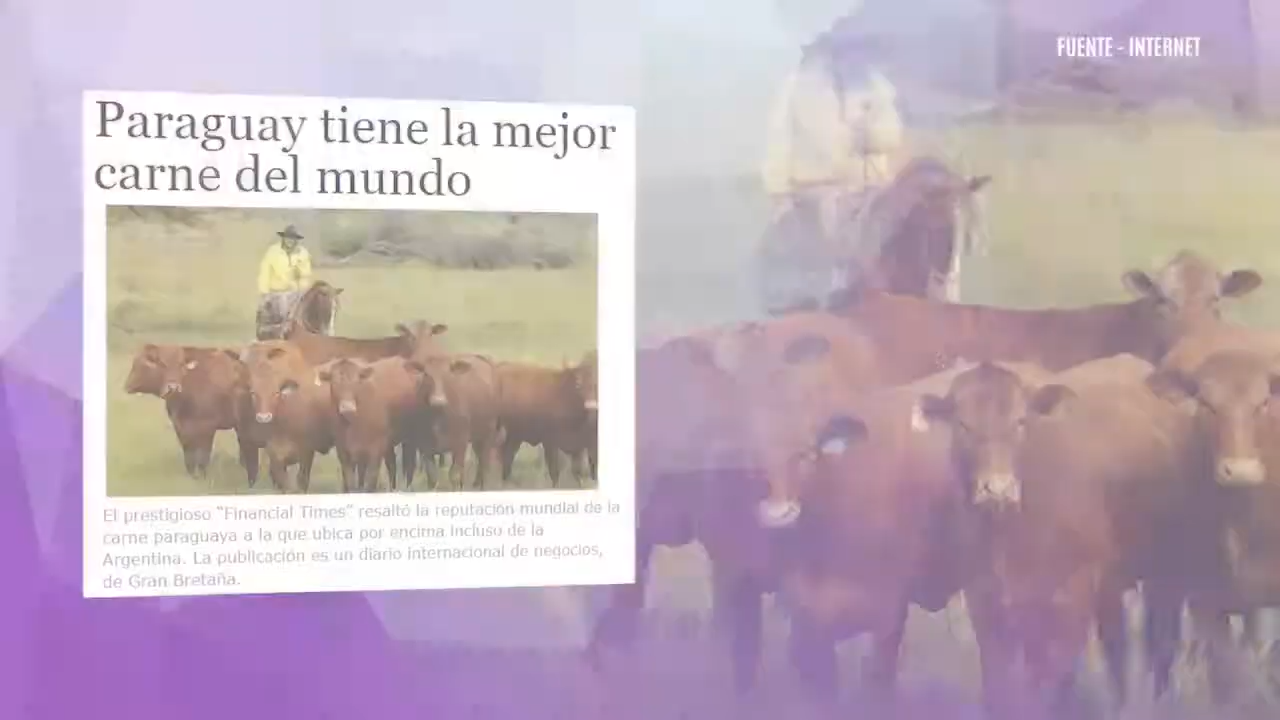 FUENTE - INTERNET
Paraguay tiene la mejor
carne del mundo
El prestigioso "Financial Times" resaltó la reputación mundial de la
carne paraguaya a la que ubica por encima incluso de la
Argentina. La publicación es un diario internacional de negocios,
de Gran Bretaña.